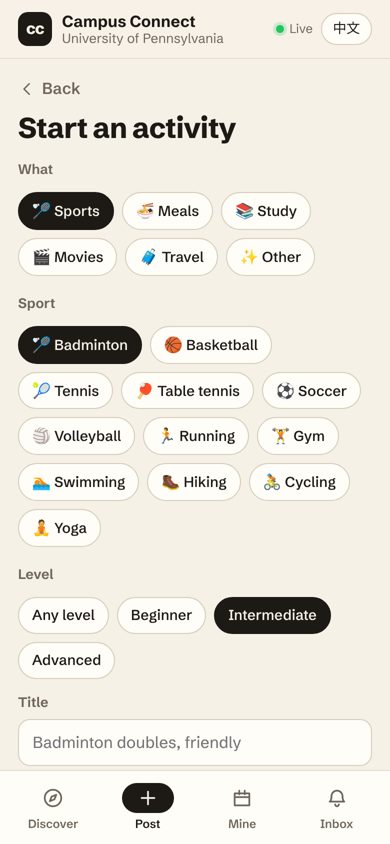 cc
Campus Connect
University of Pennsylvania
Live
中文
Back
Start an activity
What
Sports
Meals
Study
Movies
Travel
Other
Sport
Badminton
Basketball
Tennis
Table tennis
Soccer
Volleyball
Running
Gym
Swimming
Hiking
Cycling
Yoga
Level
Any level
Beginner
Intermediate
Advanced
Title
Badminton doubles, friendly
Discover
Post
Mine
Inbox